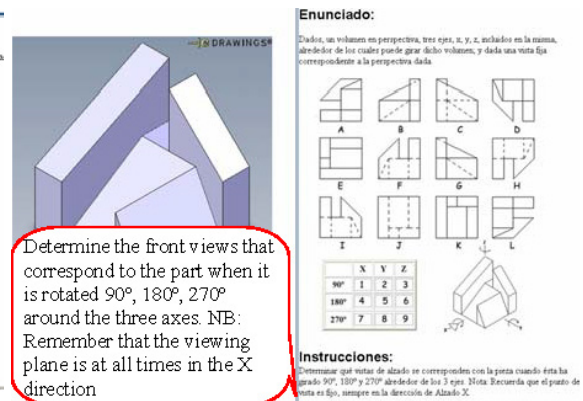 DRAWINGS®
Determine the front views that
correspond to the part when it
is rotated 90º, 180º, 270º
around the three axes. NB:
Remember that the viewing
plane is at all times in the X
direction
Enunciado:
Dados, un volumen en perspectiva, tres ejes, x, y, z, incluidos en la misma,
alrededor de los cuales puede girar dicho volumen; y dada una vista fija
correspondiente a la perspectiva dada.
A B C D
E F G H
I J K L
X Y Z
90º 1 2 3
180º 4 5 6
270º 7 8 9
Instrucciones:
Determinar qué vistas de alzado se corresponden con la pieza cuando ésta ha
girado 90º, 180º y 270º alrededor de los 3 ejes. Nota: Recuerda que el punto de
vista es fijo, siempre en la dirección de Alzado X.